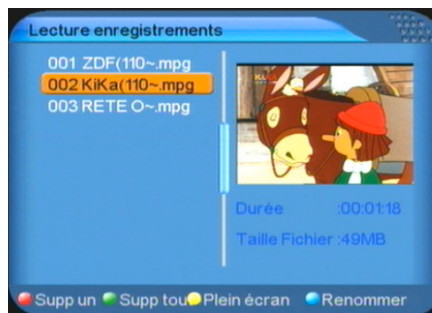 Lecture enregistrements
001 ZDF(110~.mpg
002 KiKa(110~.mpg
003 RETE O~.mpg
Durée :00:01:18
Taille Fichier :49MB
Supp un Supp tou Plein écran Renommer